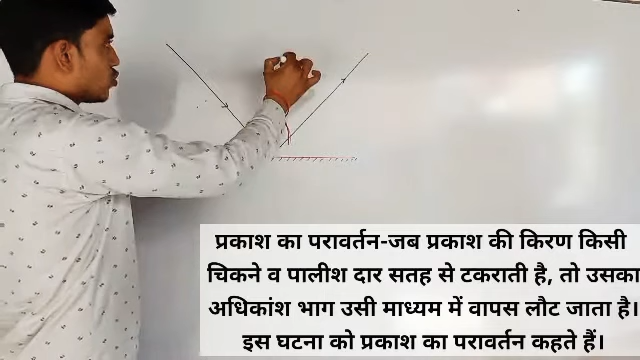 प्रकाश का परावर्तन-जब प्रकाश की किरण किसी
चिकने व पालीश दार सतह से टकराती है, तो उसका
अधिकांश भाग उसी माध्यम में वापस लौट जाता है।
इस घटना को प्रकाश का परावर्तन कहते हैं।